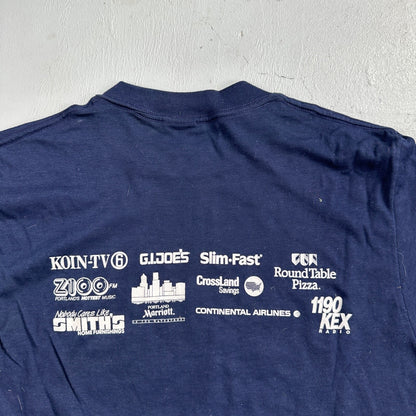 KOIN-TV 6
G.I.JOE'S
Slim·Fast
Round Table
Pizza.
Z100 FM
PORTLAND'S HOTTEST MUSIC
PORTLAND
Marriott
CrossLand
Savings
CONTINENTAL AIRLINES
1190
KEX
RADIO
Nobody Cares Like
SMITH'S
HOME FURNISHINGS